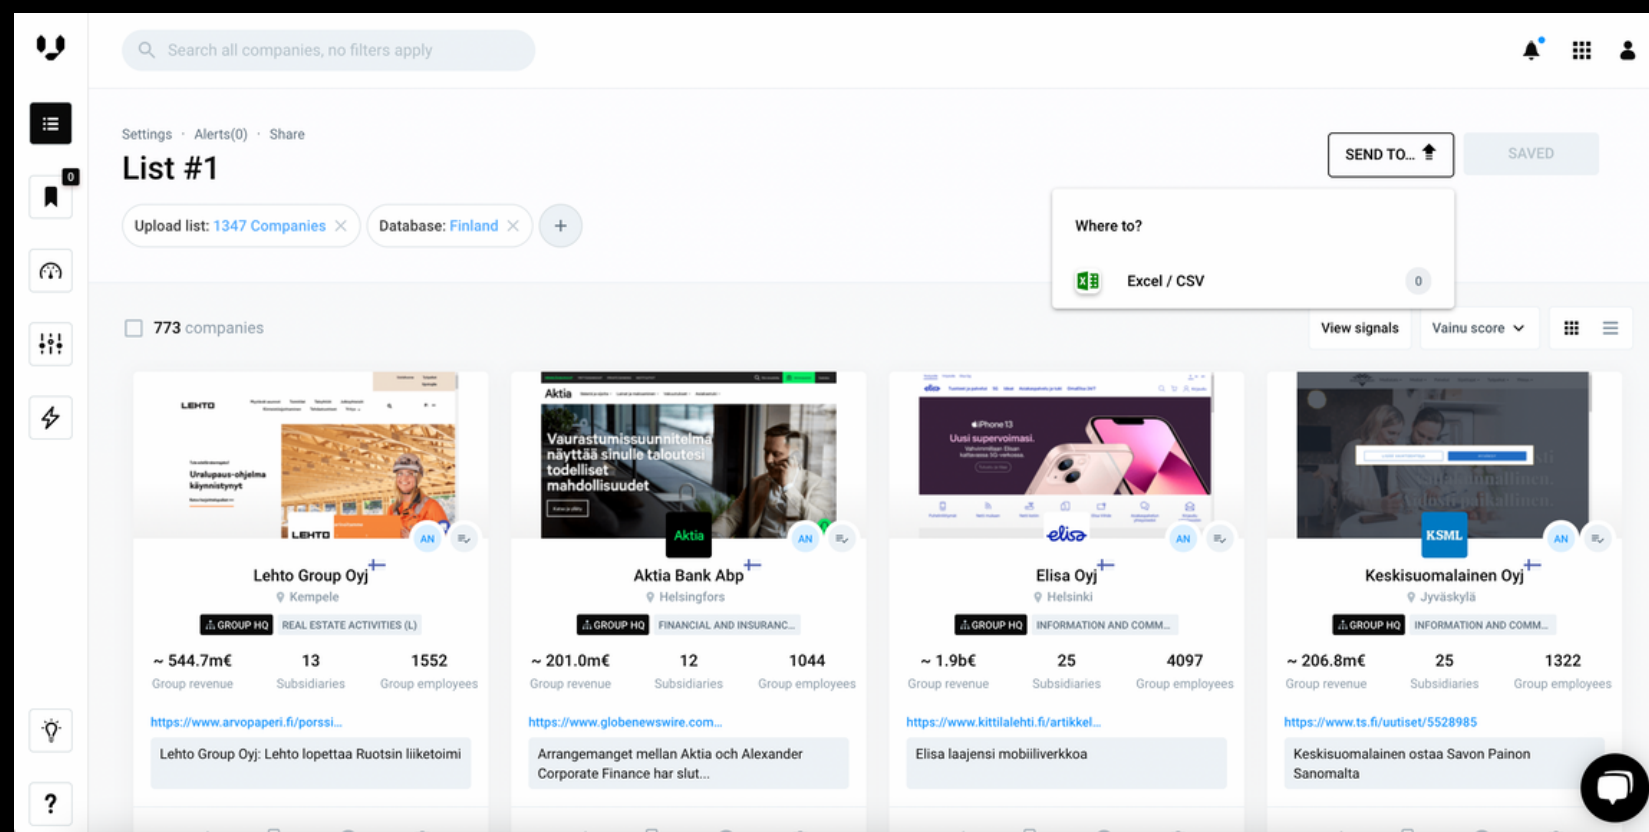 Search all companies, no filters apply
Settings · Alerts(0) · Share
List #1
SEND TO...
SAVED
0
Upload list: 1347 Companies
Database: Finland
+
Where to?
Excel / CSV
0
773 companies
View signals
Vainu score
LEHTO
Uralupaus-ohjelma
käynnistynyt
LEHTO
AN
Lehto Group Oyj
Kempele
GROUP HQ
REAL ESTATE ACTIVITIES (L)
~ 544.7m€
13
1552
Group revenue
Subsidiaries
Group employees
https://www.arvopaperi.fi/porssi...
Lehto Group Oyj: Lehto lopettaa Ruotsin liiketoimi
Aktia
Vaurastumissuunnitelma
näyttää sinulle taloutesi
todelliset
mahdollisuudet
Aktia
AN
Aktia Bank Abp
Helsingfors
GROUP HQ
FINANCIAL AND INSURANC...
~ 201.0m€
12
1044
Group revenue
Subsidiaries
Group employees
https://www.globenewswire.com...
Arrangemanget mellan Aktia och Alexander
Corporate Finance har slut...
elisa
iPhone 13
Uusi supervoimasi.
elisa
AN
Elisa Oyj
Helsinki
GROUP HQ
INFORMATION AND COMM...
~ 1.9b€
25
4097
Group revenue
Subsidiaries
Group employees
https://www.kittilalehti.fi/artikkel...
Elisa laajensi mobiiliverkkoa
KSML
AN
Keskisuomalainen Oyj
Jyväskylä
GROUP HQ
INFORMATION AND COMM...
~ 206.8m€
25
1322
Group revenue
Subsidiaries
Group employees
https://www.ts.fi/uutiset/5528985
Keskisuomalainen ostaa Savon Painon
Sanomalta
?